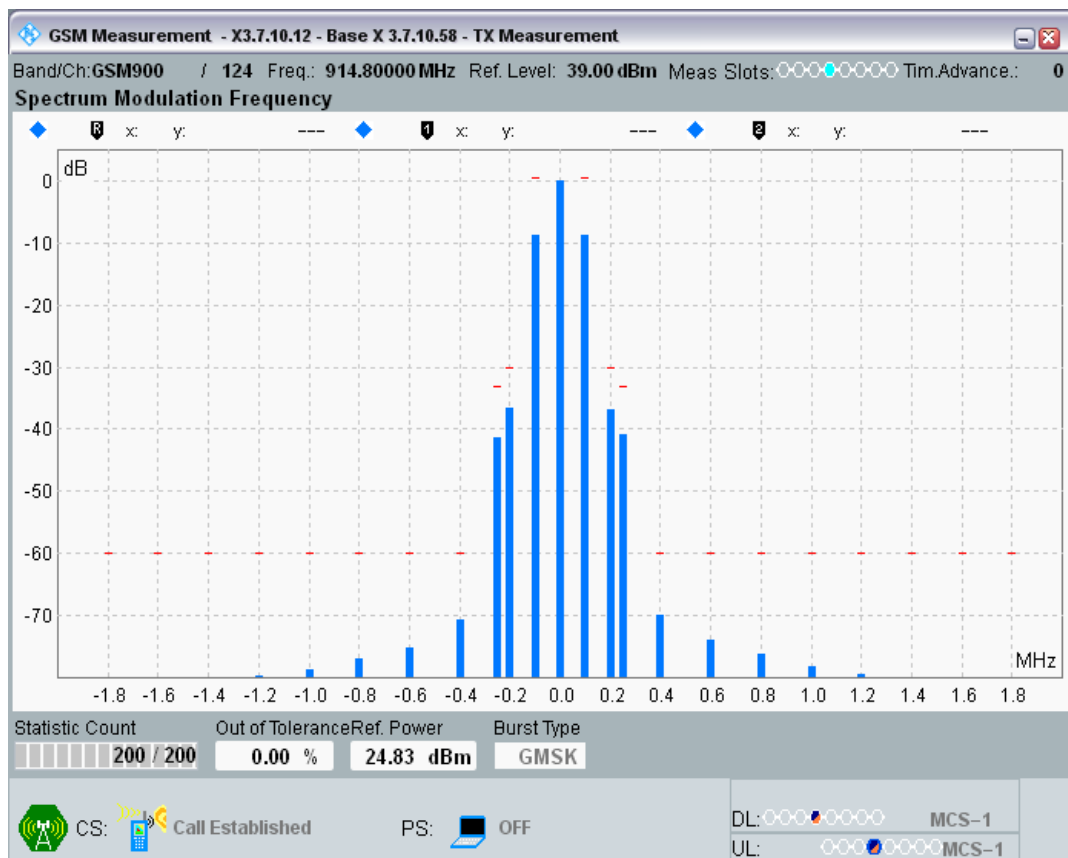 GSM Measurement - X3.7.10.12 - Base X 3.7.10.58 - TX Measurement
Band/Ch:GSM900 / 124 Freq.: 914.80000 MHz Ref. Level: 39.00 dBm Meas Slots: Tim.Advance.: 0
Spectrum Modulation Frequency
R x: y: --- 1 x: y: --- 2 x: y: ---
dB
0
-10
-20
-30
-40
-50
-60
-70
MHz
-1.8 -1.6 -1.4 -1.2 -1.0 -0.8 -0.6 -0.4 -0.2 0.0 0.2 0.4 0.6 0.8 1.0 1.2 1.4 1.6 1.8
Statistic Count Out of Tolerance Ref. Power Burst Type
200 / 200 0.00 % 24.83 dBm GMSK
CS: Call Established PS: OFF
DL: MCS-1
UL: MCS-1